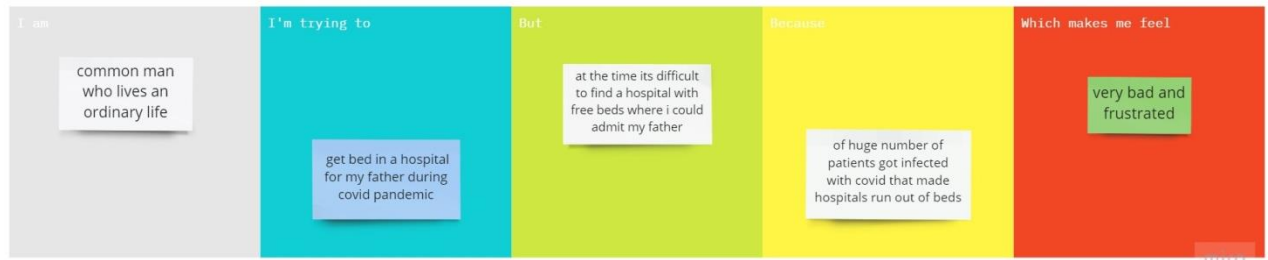 I am
common man
who lives an
ordinary life
I'm trying to
get bed in a hospital
for my father during
covid pandemic
But
at the time its difficult
to find a hospital with
free beds where i could
admit my father
Because
of huge number of
patients got infected
with covid that made
hospitals run out of beds
Which makes me feel
very bad and
frustrated